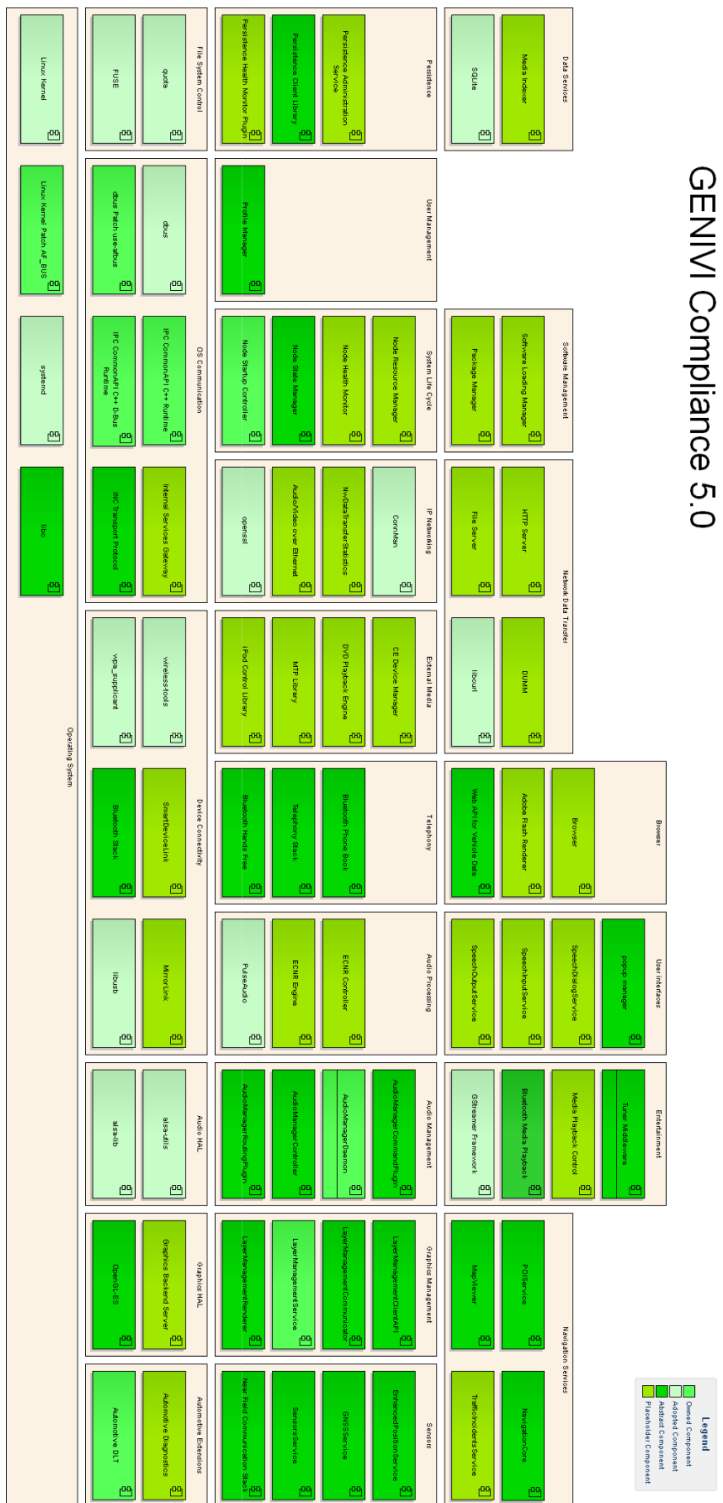 GENIVI Compliance 5.0
Legend
Owned Component
Adopted Component
Abstract Component
Placeholder Component
Data Services
Media Indexer
SQLite
Software Management
Software Loading Manager
Package Manager
Network Data Transfer
HTTP Server
File Server
DUMM
libcurl
Browser
Browser
Adobe Flash Renderer
Web API for Vehicle Data
User interfaces
popup manager
SpeechDialogService
SpeechInputService
SpeechOutputService
Entertainment
Tuner Middleware
Media Playback Control
Bluetooth Media Playback
GStreamer Framework
Navigation Services
POIService
MapViewer
NavigationCore
TrafficIncidentsService
Persistence
Persistence Administration
Service
Persistence Client Library
Persistence Health Monitor Plugin
User Management
Profile Manager
System Life Cycle
Node Resource Manager
Node Health Monitor
Node State Manager
Node Startup Controller
IP Networking
ConnMan
NwDataTransferStatistics
Audio/Video over Ethernet
openssl
External Media
CE Device Manager
DVD Playback Engine
MTP Library
iPod Control Library
Telephony
Bluetooth Phone Book
Telephony Stack
Bluetooth Hands Free
Audio Processing
ECNR Controller
ECNR Engine
PulseAudio
Audio Management
AudioManagerCommandPlugin
AudioManagerDaemon
AudioManagerController
AudioManagerRoutingPlugin
Graphics Management
LayerManagementClientAPI
LayerManagementCommunicator
LayerManagementService
LayerManagementRenderer
Sensors
EnhancedPositionService
GNSSService
SensorsService
Near Field Communication Stack
File System Control
quota
FUSE
OS Communication
dbus
dbus Patch use-afbus
IPC CommonAPI C++ Runtime
IPC CommonAPI C++ D-Bus
Runtime
Internal Services Gateway
INC Transport Protocol
Device Connectivity
wireless-tools
wpa_supplicant
SmartDeviceLink
Bluetooth Stack
MirrorLink
libusb
Audio HAL
alsa-utils
alsa-lib
Graphics HAL
Graphics Backend Server
OpenGL-ES
Automotive Extensions
Automotive Diagnostics
Automotive DLT
Operating System
Linux Kernel
Linux Kernel Patch AF_BUS
systemd
libc